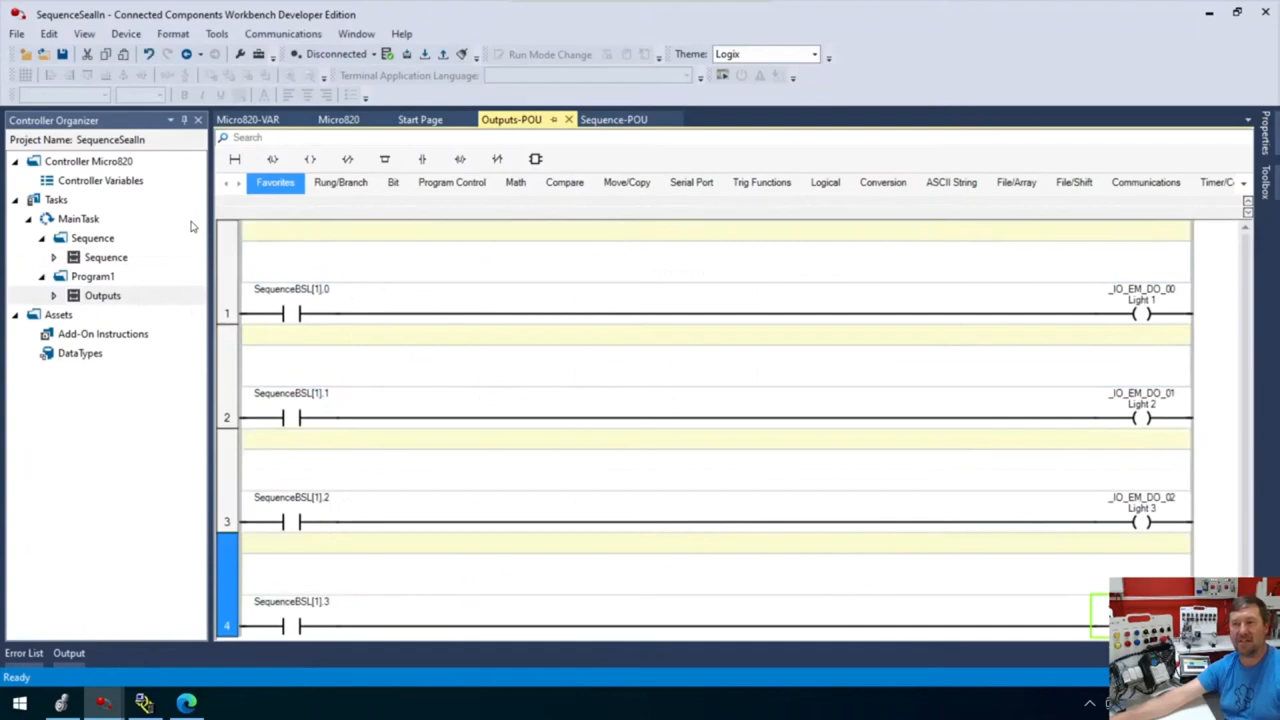 SequenceSealIn - Connected Components Workbench Developer Edition
File Edit View Device Format Tools Communications Window Help
Disconnected Run Mode Change Theme: Logix
Terminal Application Language:
Controller Organizer
Project Name: SequenceSealIn
Controller Micro820
Controller Variables
Tasks
MainTask
Sequence
Sequence
Program1
Outputs
Assets
Add-On Instructions
DataTypes
Micro820-VAR Micro820 Start Page Outputs-POU Sequence-POU
Search
Favorites Rung/Branch Bit Program Control Math Compare Move/Copy Serial Port Trig Functions Logical Conversion ASCII String File/Array File/Shift Communications Timer/C
SequenceBSL[1].0 _IO_EM_DO_00
Light 1
1
SequenceBSL[1].1 _IO_EM_DO_01
Light 2
2
SequenceBSL[1].2 _IO_EM_DO_02
Light 3
3
SequenceBSL[1].3
4
Properties
Toolbox
Error List Output
Ready